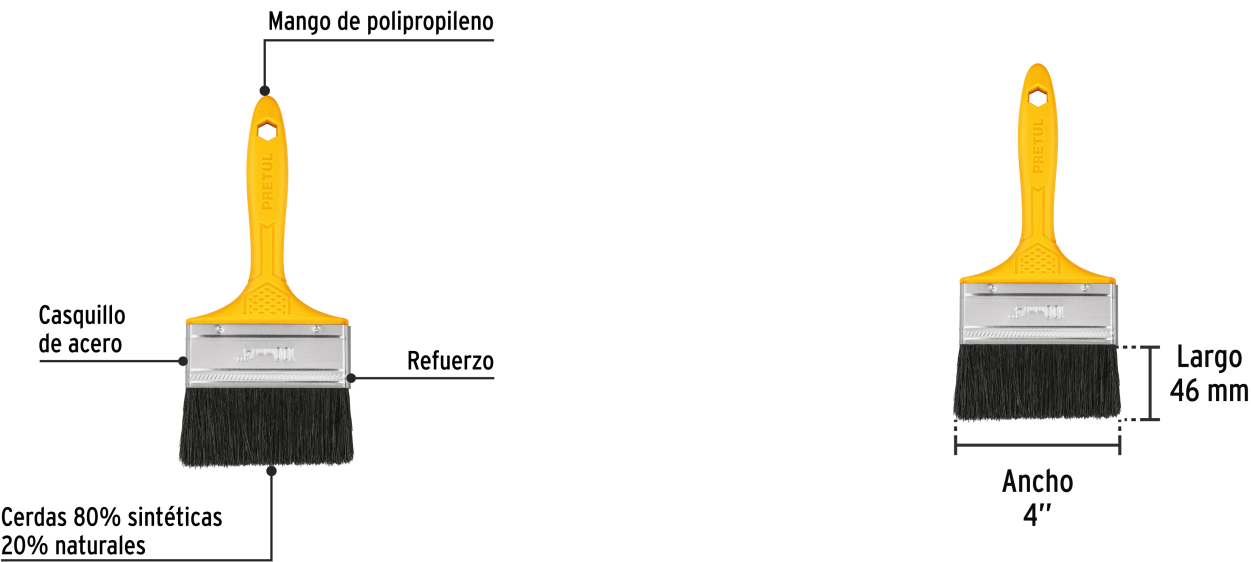 Mango de polipropileno
PRETUL
Casquillo
de acero
Refuerzo
Cerdas 80% sintéticas
20% naturales
PRETUL
Largo
46 mm
Ancho
4’’